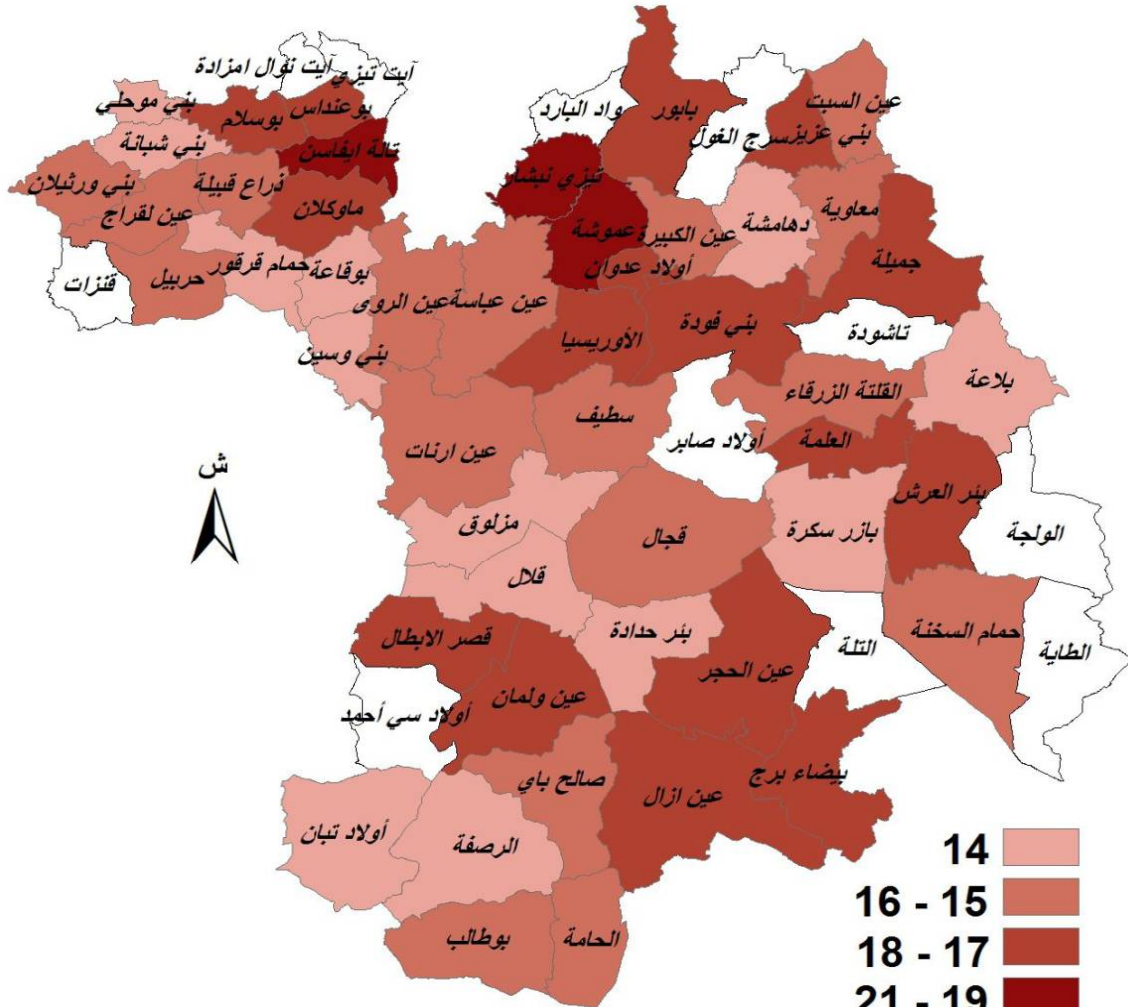 آيت تيزي
آيت نوال امزادة
بوعنداس
بني موحلي
بوسلام
بني شبانة
تالة ايفاسن
بني ورثيلان
ذراع قبيلة
عين لقراج
ماوكلان
قنزات
حربيل
حمام قرقور
بوقاعة
بني وسين
عين الروى
عين عباسة
واد البارد
بابور
سرج الغول
بني عزيز
عين السبت
تيزي نبشار
عموشة
عين الكبيرة
أولاد عدوان
دهامشة
معاوية
جميلة
الأوريسيا
بني فودة
تاشودة
بلاعة
القلتة الزرقاء
سطيف
أولاد صابر
العلمة
عين ارنات
بئر العرش
الولجة
ش
مزلوق
قجال
بازر سكرة
قلال
بئر حدادة
قصر الابطال
عين ولمان
عين الحجر
التلة
حمام السخنة
الطاية
أولاد سي أحمد
صالح باي
عين ازال
بيضاء برج
أولاد تبان
الرصفة
بوطالب
الحامة
14
16 - 15
18 - 17
21 - 19